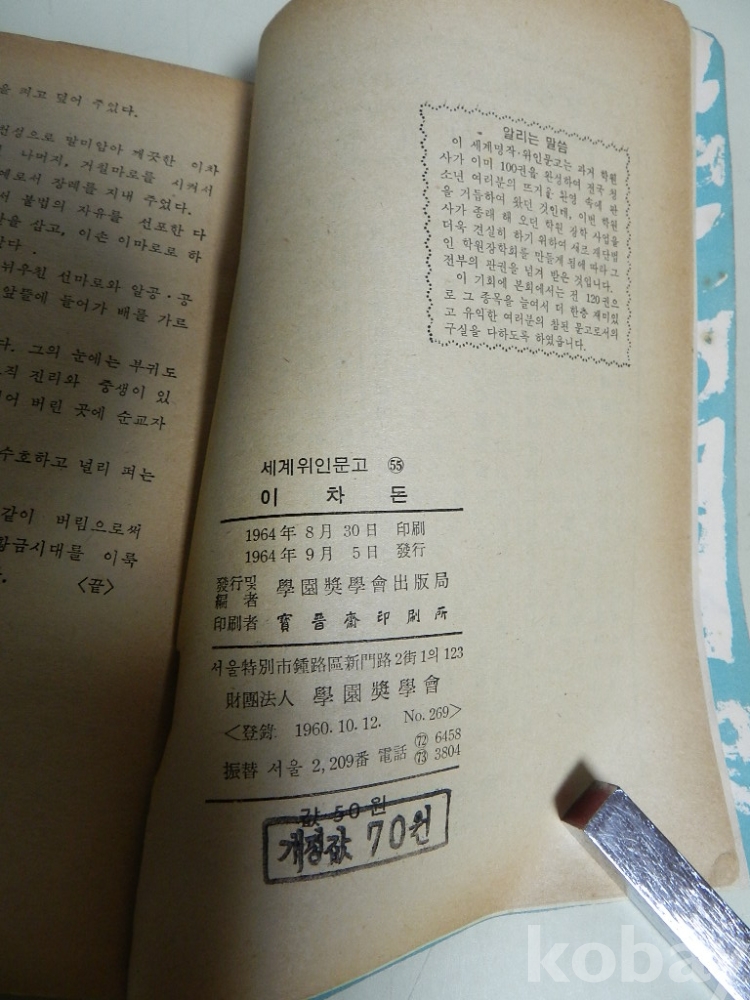 을 펴고 덮어 주었다.
전성으로 말미암아 깨끗한 이차
나머지, 거칠마로를 시켜서
예로서 장례를 지내 주었다.
서 불법의 자유를 선포한 다
을 삼고, 이손 이마로로 하
뉘우친 선마로와 알공·공
앞뜰에 들어가 배를 가르
다. 그의 눈에는 부귀도
직 진리와 중생이 있
어 버린 곳에 순교자
수호하고 널리 펴는
같이 버림으로써
황금시대를 이룩
〈끝〉
알리는 말씀
이 세계명작·위인문고는 과거 학원
사가 이미 100권을 완성하여 전국 청
소년 여러분의 뜨거운 환영 속에 판
을 거듭하여 왔던 것인데, 이번 학원
사가 종래 해 오던 학원 장학 사업을
더욱 견실히 하기 위하여 새로 재단법
인 학원장학회를 만들게 됨에 따라 그
전부의 판권을 넘겨 받은 것입니다.
이 기회에 본회에서는 전 120권으
로 그 종목을 늘여서 더 한층 재미있
고 유익한 여러분의 참된 문고로서의
구실을 다하도록 하였읍니다.
세계위인문고 55
이 차 돈
1964年 8月 30日 印刷
1964年 9月 5日 發行
發行및
編者 學園奬學會出版局
印刷者 寶晋齋印刷所
서울特別市鍾路區新門路2街1의123
財團法人 學園奬學會
<登錄. 1960.10.12. No.269>
振替 서울 2,209番 電話 72 6458
73 3804
값 50원
개정값 70원
kobay